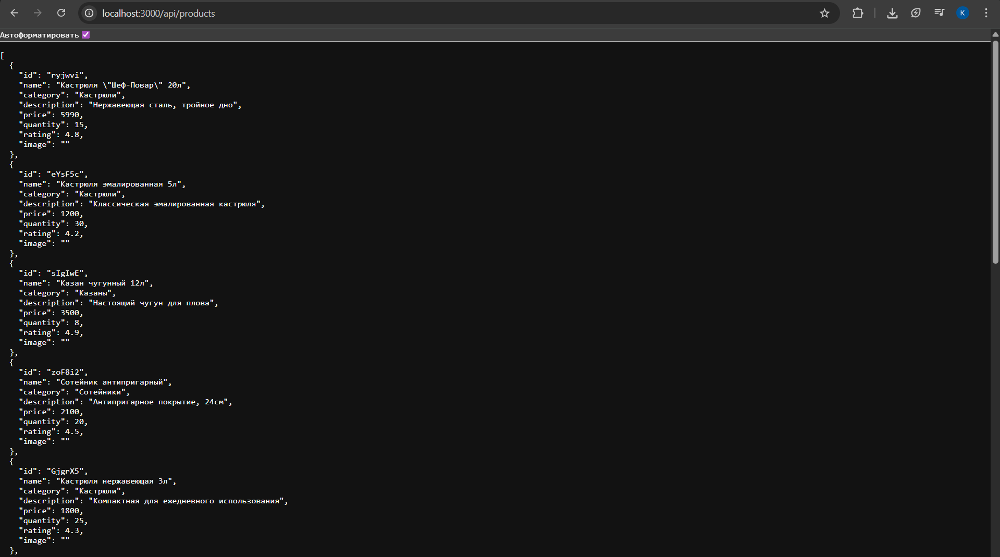 localhost:3000/api/products
K
Автоформатировать
[
  {
    "id": "ryjwvi",
    "name": "Кастрюля \"Шеф-Повар\" 20л",
    "category": "Кастрюли",
    "description": "Нержавеющая сталь, тройное дно",
    "price": 5990,
    "quantity": 15,
    "rating": 4.8,
    "image": ""
  },
  {
    "id": "eYsF5c",
    "name": "Кастрюля эмалированная 5л",
    "category": "Кастрюли",
    "description": "Классическая эмалированная кастрюля",
    "price": 1200,
    "quantity": 30,
    "rating": 4.2,
    "image": ""
  },
  {
    "id": "sIgIwE",
    "name": "Казан чугунный 12л",
    "category": "Казаны",
    "description": "Настоящий чугун для плова",
    "price": 3500,
    "quantity": 8,
    "rating": 4.9,
    "image": ""
  },
  {
    "id": "zoF8i2",
    "name": "Сотейник антипригарный",
    "category": "Сотейники",
    "description": "Антипригарное покрытие, 24см",
    "price": 2100,
    "quantity": 20,
    "rating": 4.5,
    "image": ""
  },
  {
    "id": "GjgrX5",
    "name": "Кастрюля нержавеющая 3л",
    "category": "Кастрюли",
    "description": "Компактная для ежедневного использования",
    "price": 1800,
    "quantity": 25,
    "rating": 4.3,
    "image": ""
  },